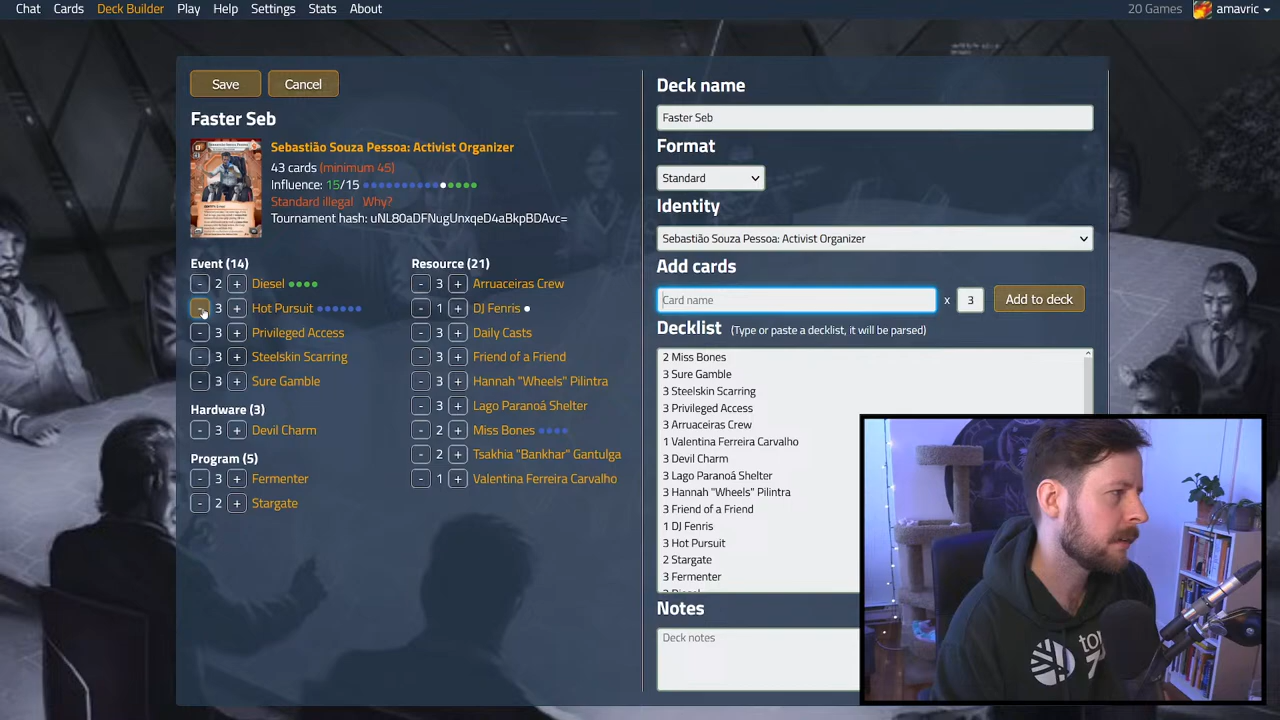 Chat Cards Deck Builder Play Help Settings Stats About 20 Games amavric
Save Cancel
Faster Seb
Sebastião Souza Pessoa: Activist Organizer
43 cards (minimum 45)
Influence: 15/15
Standard illegal Why?
Tournament hash: uNL80aDFNugUnxqeD4aBkpBDAvc=
Event (14)
- 2 + Diesel
- 3 + Hot Pursuit
- 3 + Privileged Access
- 3 + Steelskin Scarring
- 3 + Sure Gamble
Hardware (3)
- 3 + Devil Charm
Program (5)
- 3 + Fermenter
- 2 + Stargate
Resource (21)
- 3 + Arruaceiras Crew
- 1 + DJ Fenris
- 3 + Daily Casts
- 3 + Friend of a Friend
- 3 + Hannah "Wheels" Pilintra
- 3 + Lago Paranoá Shelter
- 2 + Miss Bones
- 2 + Tsakhia "Bankhar" Gantulga
- 1 + Valentina Ferreira Carvalho
Deck name
Faster Seb
Format
Standard
Identity
Sebastião Souza Pessoa: Activist Organizer
Add cards
Card name x 3 Add to deck
Decklist (Type or paste a decklist, it will be parsed)
2 Miss Bones
3 Sure Gamble
3 Steelskin Scarring
3 Privileged Access
3 Arruaceiras Crew
1 Valentina Ferreira Carvalho
3 Devil Charm
3 Lago Paranoá Shelter
3 Hannah "Wheels" Pilintra
3 Friend of a Friend
1 DJ Fenris
3 Hot Pursuit
2 Stargate
3 Fermenter
Notes
Deck notes